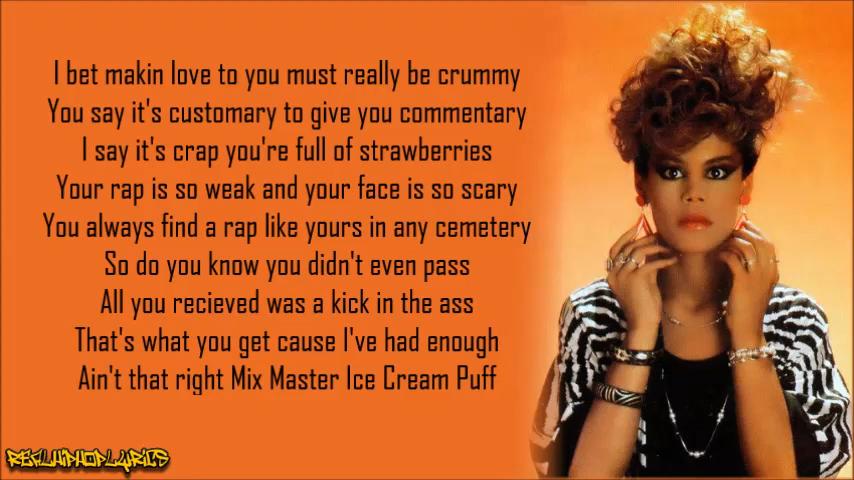 I bet makin love to you must really be crummy
You say it's customary to give you commentary
I say it's crap you're full of strawberries
Your rap is so weak and your face is so scary
You always find a rap like yours in any cemetery
So do you know you didn't even pass
All you recieved was a kick in the ass
That's what you get cause I've had enough
Ain't that right Mix Master Ice Cream Puff
REALHIPHOPLYRICS